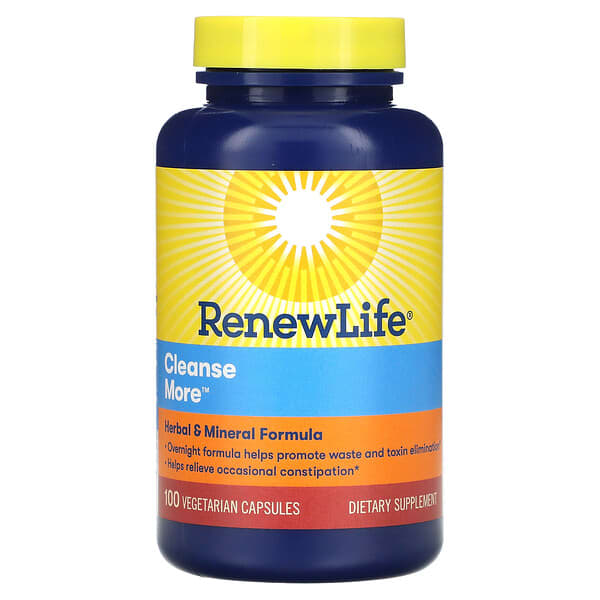 RenewLife®
Cleanse
More™
Herbal & Mineral Formula
• Overnight formula helps promote waste and toxin elimination*
• Helps relieve occasional constipation*
100 VEGETARIAN CAPSULES
DIETARY SUPPLEMENT